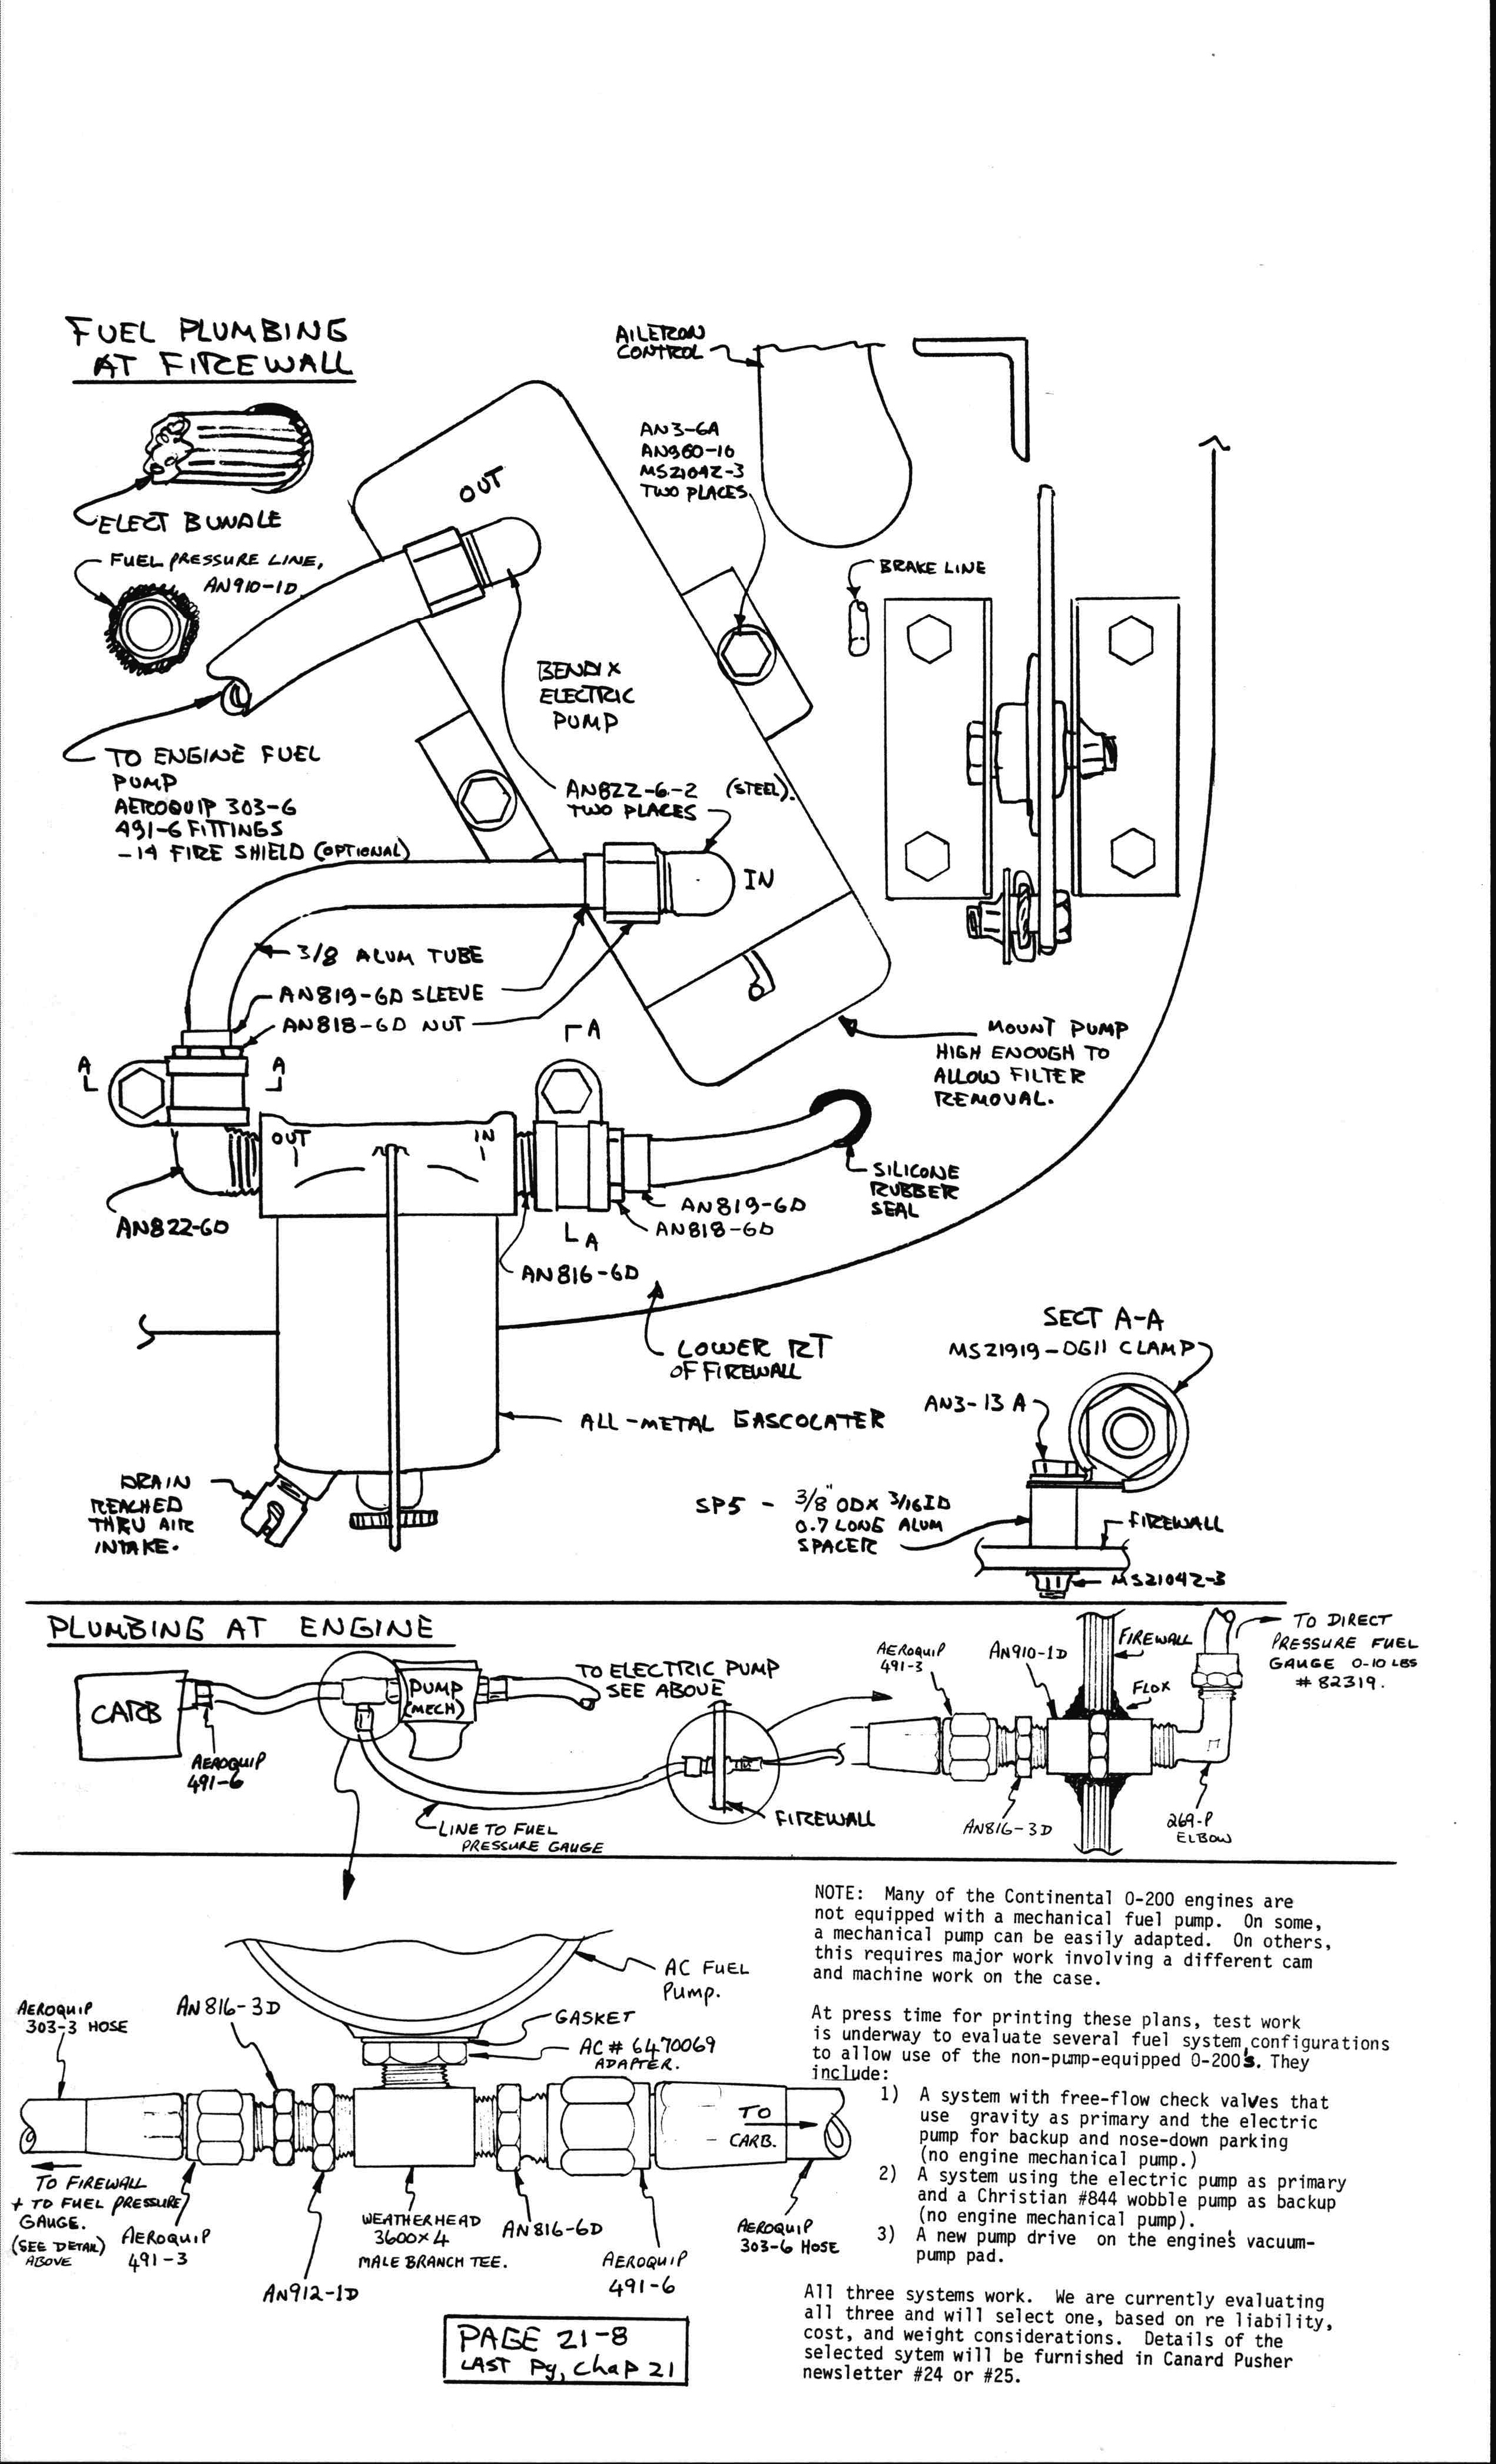 FUEL PLUMBING
AT FIREWALL
ELECT BUNDLE
FUEL PRESSURE LINE,
AN910-1D
TO ENGINE FUEL
PUMP
AEROQUIP 303-6
491-6 FITTINGS
-14 FIRE SHIELD (OPTIONAL)
OUT
AILERON
CONTROL
AN3-6A
AN960-10
MS21042-3
TWO PLACES
BRAKE LINE
BENDIX
ELECTRIC
PUMP
AN822-6-2 (STEEL).
TWO PLACES
IN
3/8 ALUM TUBE
AN819-6D SLEEVE
AN818-6D NUT
MOUNT PUMP
HIGH ENOUGH TO
ALLOW FILTER
REMOVAL.
A
A
A
A
OUT
IN
AN822-6D
SILICONE
RUBBER
SEAL
AN819-6D
AN818-6D
AN816-6D
LOWER RT
OF FIREWALL
ALL-METAL GASCOLATER
DRAIN
REACHED
THRU AIR
INTAKE.
SECT A-A
MS21919-DG11 CLAMP
AN3-13A
SP5 - 3/8" OD X 3/16 ID
0.7 LONG ALUM
SPACER
FIREWALL
MS21042-3
PLUMBING AT ENGINE
CARB
AEROQUIP
491-6
PUMP
(MECH)
TO ELECTRIC PUMP
SEE ABOVE
LINE TO FUEL
PRESSURE GAUGE
FIREWALL
AEROQUIP
491-3
AN910-1D
FIREWALL
FLOX
TO DIRECT
PRESSURE FUEL
GAUGE 0-10 LBS
# 82319.
AN816-3D
269-P
ELBOW
AEROQUIP
303-3 HOSE
AN816-3D
AC FUEL
PUMP.
GASKET
AC# 6470069
ADAPTER.
TO
CARB.
TO FIREWALL
+ TO FUEL PRESSURE
GAUGE.
(SEE DETAIL)
ABOVE
AEROQUIP
491-3
AN912-1D
WEATHERHEAD
3600x4
MALE BRANCH TEE.
AN816-6D
AEROQUIP
491-6
AEROQUIP
303-6 HOSE
PAGE 21-8
LAST Pg, Chap 21
NOTE: Many of the Continental O-200 engines are
not equipped with a mechanical fuel pump. On some,
a mechanical pump can be easily adapted. On others,
this requires major work involving a different cam
and machine work on the case.
At press time for printing these plans, test work
is underway to evaluate several fuel system configurations
to allow use of the non-pump-equipped O-200's. They
include:
1) A system with free-flow check valves that
use gravity as primary and the electric
pump for backup and nose-down parking
(no engine mechanical pump.)
2) A system using the electric pump as primary
and a Christian #844 wobble pump as backup
(no engine mechanical pump).
3) A new pump drive on the engine's vacuum-
pump pad.
All three systems work. We are currently evaluating
all three and will select one, based on re liability,
cost, and weight considerations. Details of the
selected sytem will be furnished in Canard Pusher
newsletter #24 or #25.